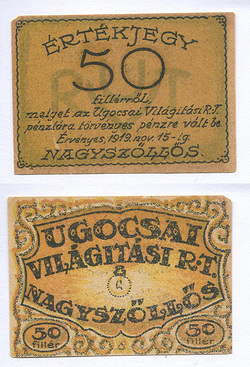 ÉRTÉKJEGY
50
fillérről,
melyet az Ugocsai Világitási R.T.
pénztára törvényes pénzre vált be.
Érvényes, 1919. nov. 15-ig.
NAGYSZŐLLŐS.
UGOCSAI
VILÁGITÁSI R.T.
NAGYSZŐLLŐS
50 50
fillér fillér